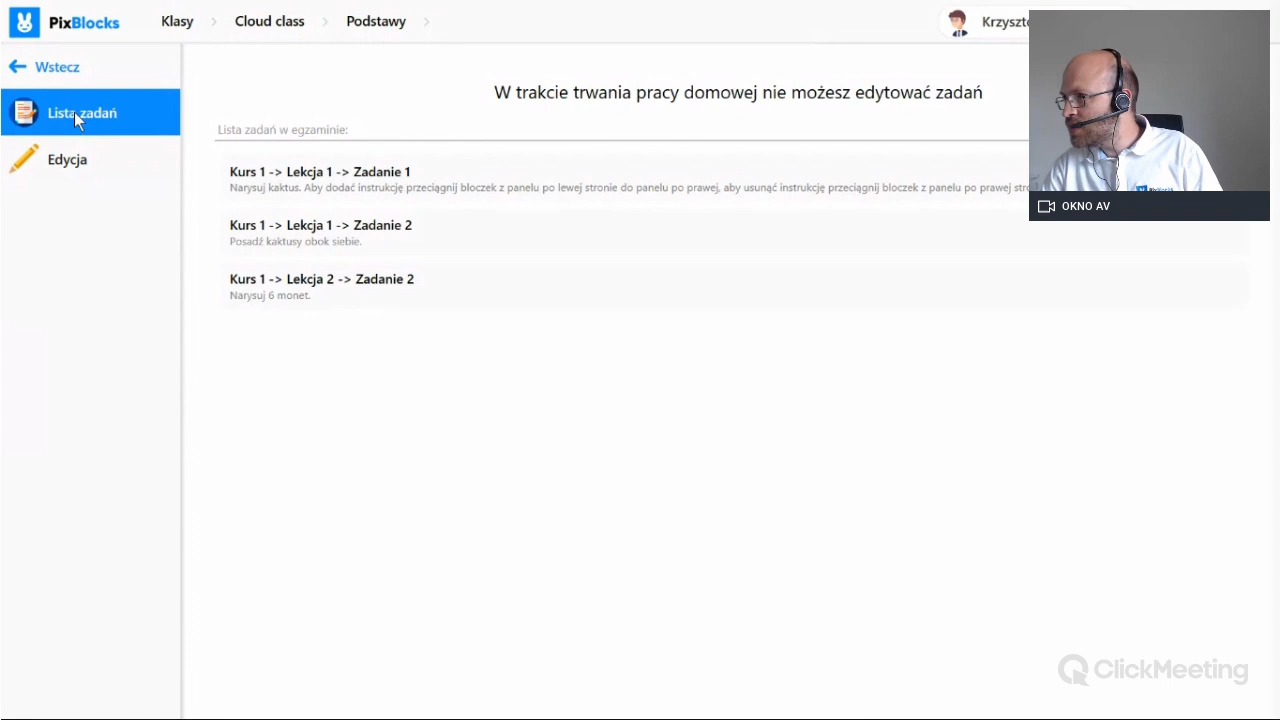 PixBlocks
Klasy
Cloud class
Podstawy
Wstecz
Lista zadań
Edycja
W trakcie trwania pracy domowej nie możesz edytować zadań
Lista zadań w egzaminie:
Kurs 1 -> Lekcja 1 -> Zadanie 1
Narysuj kaktus. Aby dodać instrukcję przeciągnij bloczek z panelu po lewej stronie do panelu po prawej, aby usunąć instrukcję przeciągnij bloczek z panelu po prawej
Kurs 1 -> Lekcja 1 -> Zadanie 2
Posadź kaktusy obok siebie.
Kurs 1 -> Lekcja 2 -> Zadanie 2
Narysuj 6 monet.
PixBlocks
OKNO AV
ClickMeeting